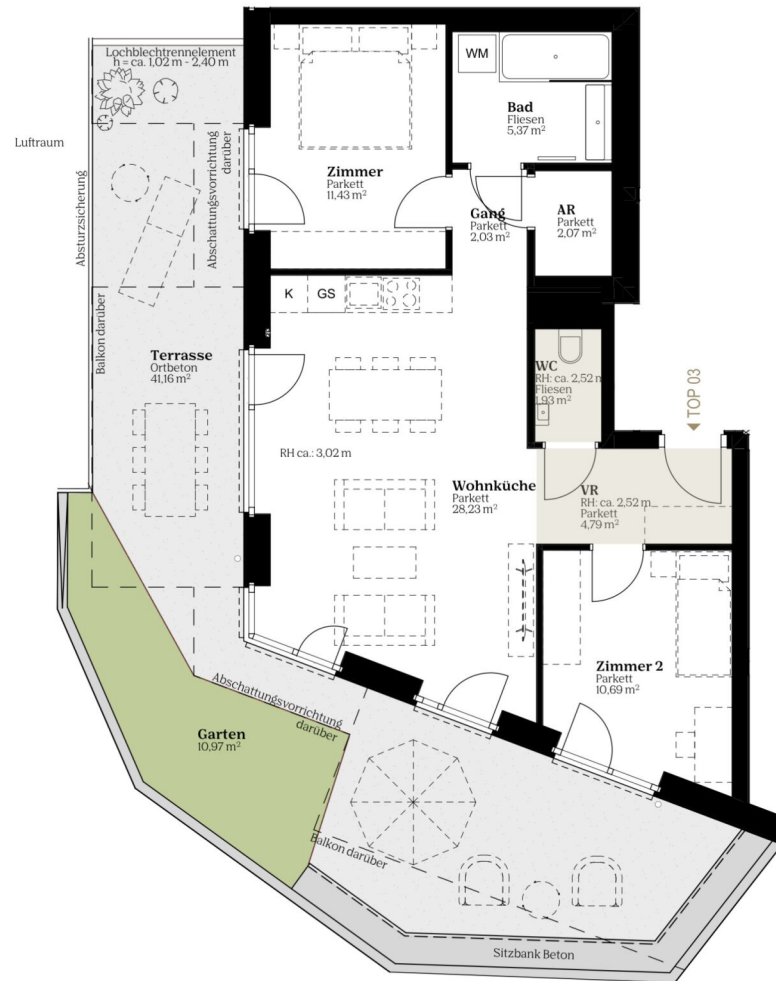 Lochblechtrennelement
h = ca. 1,02 m - 2,40 m
Luftraum
Absturzsicherung
Abschattungsvorrichtung
darüber
Balkon darüber
Zimmer
Parkett
11,43 m²
WM
Bad
Fliesen
5,37 m²
Gang
Parkett
2,03 m²
AR
Parkett
2,07 m²
K
GS
Terrasse
Ortbeton
41,16 m²
WC
RH: ca. 2,52 m
Fliesen
1,93 m²
TOP 03
RH ca.: 3,02 m
Wohnküche
Parkett
28,23 m²
VR
RH: ca. 2,52 m
Parkett
4,79 m²
Zimmer 2
Parkett
10,69 m²
Abschattungsvorrichtung
darüber
Garten
10,97 m²
Balkon darüber
Sitzbank Beton